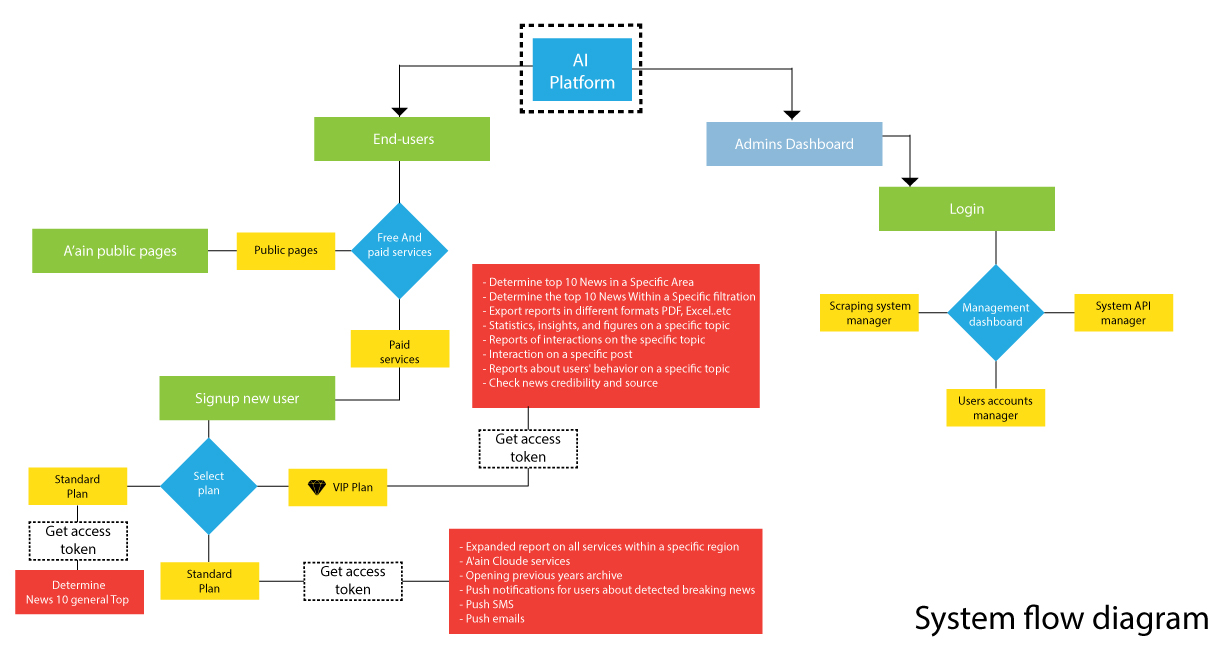 AI
Platform
End-users
Admins Dashboard
Login
A'ain public pages
Public pages
Free And
paid services
Paid
services
Scraping system
manager
Management
dashboard
System API
manager
Users accounts
manager
- Determine top 10 News in a Specific Area
- Determine the top 10 News Within a Specific filtration
- Export reports in different formats PDF, Excel..etc
- Statistics, insights, and figures on a specific topic
- Reports of interactions on the specific topic
- Interaction on a specific post
- Reports about users' behavior on a specific topic
- Check news credibility and source
Signup new user
Get access
token
Standard
Plan
Select
plan
VIP Plan
Get access
token
Determine
News 10 general Top
Standard
Plan
Get access
token
- Expanded report on all services within a specific region
- A'ain Cloude services
- Opening previous years archive
- Push notifications for users about detected breaking news
- Push SMS
- Push emails
System flow diagram